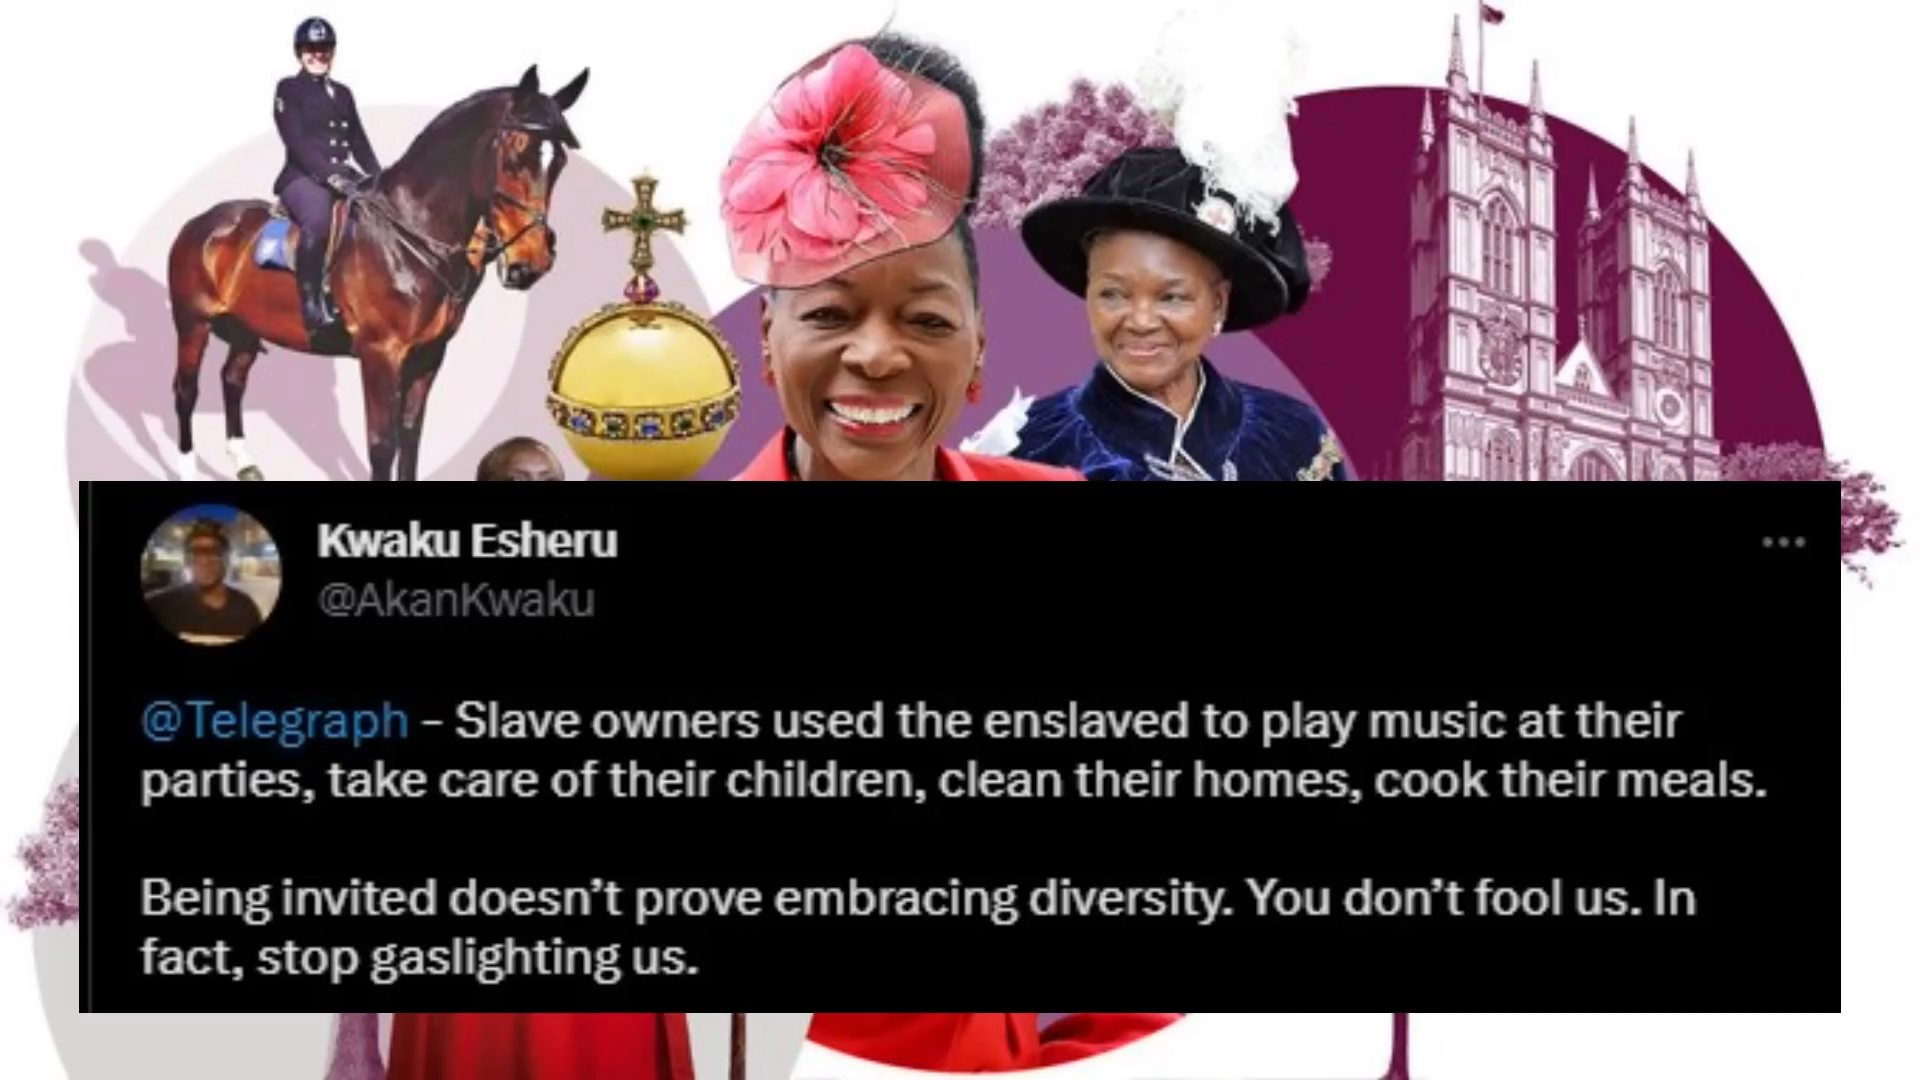 Kwaku Esheru
@AkanKwaku
@Telegraph – Slave owners used the enslaved to play music at their
parties, take care of their children, clean their homes, cook their meals.
Being invited doesn’t prove embracing diversity. You don’t fool us. In
fact, stop gaslighting us.